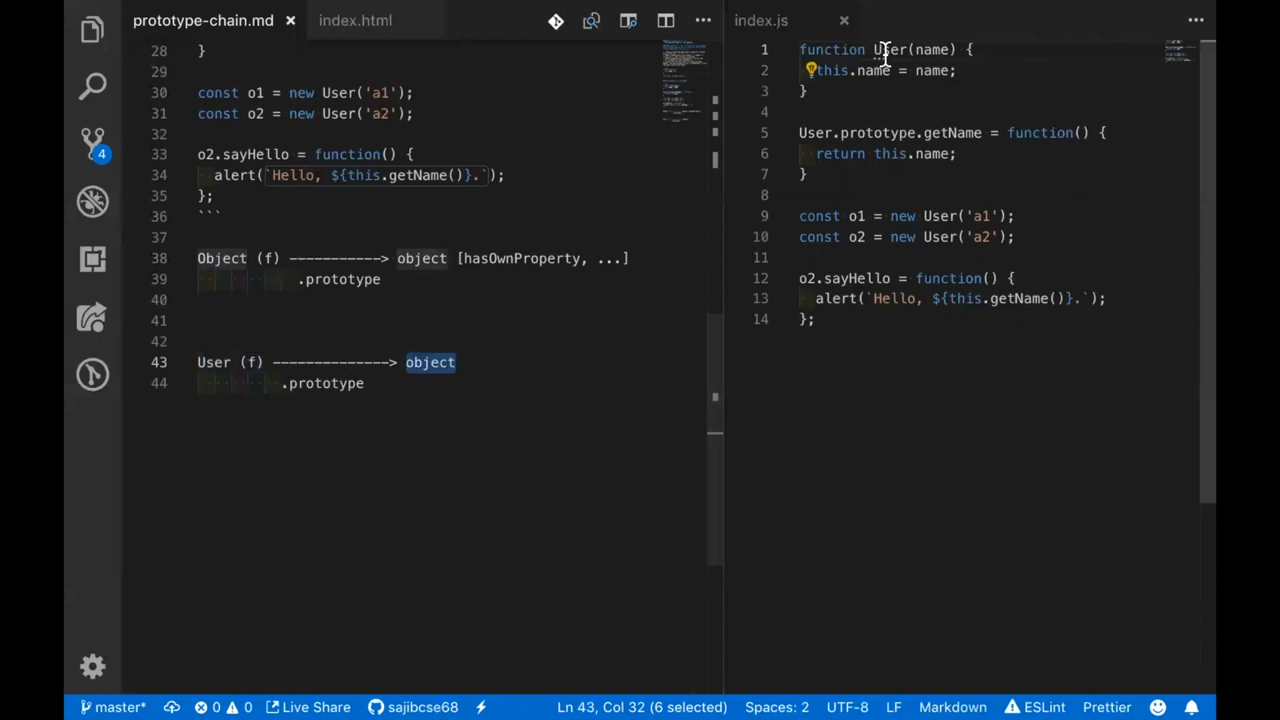 prototype-chain.md × index.html
index.js ×
28 }
29
30 const o1 = new User('a1');
31 const o2 = new User('a2');
32
33 o2.sayHello = function() {
34 alert(`Hello, ${this.getName()}.`);
35 };
36 ```
37
38 Object (f) -----------> object [hasOwnProperty, ...]
39 .prototype
40
41
42
43 User (f) --------------> object
44 .prototype
1 function User(name) {
2 this.name = name;
3 }
4
5 User.prototype.getName = function() {
6 return this.name;
7 }
8
9 const o1 = new User('a1');
10 const o2 = new User('a2');
11
12 o2.sayHello = function() {
13 alert(`Hello, ${this.getName()}.`);
14 };
4
master* 0 0 Live Share sajibcse68 Ln 43, Col 32 (6 selected) Spaces: 2 UTF-8 LF Markdown ESLint Prettier